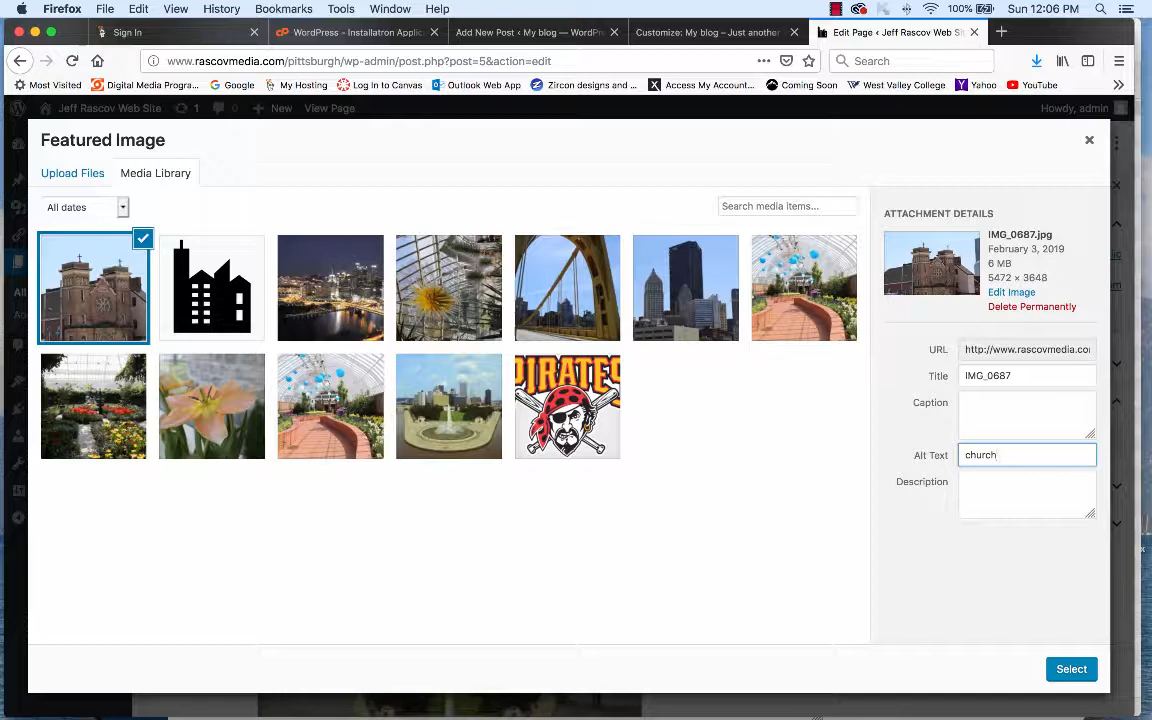 Firefox File Edit View History Bookmarks Tools Window Help 100% Sun 12:06 PM
Sign In WordPress - Installatron Applic Add New Post ‹ My blog — WordPr Customize: My blog – Just another Edit Page ‹ Jeff Rascov Web Sit
www.rascovmedia.com/pittsburgh/wp-admin/post.php?post=5&action=edit Search
Most Visited Digital Media Progra... Google My Hosting Log In to Canvas Outlook Web App Zircon designs and ... Access My Account... Coming Soon West Valley College Yahoo YouTube
Jeff Rascov Web Site 1 0 New View Page Howdy, admin
Featured Image
Upload Files Media Library
All dates Search media items...
ATTACHMENT DETAILS
IMG_0687.jpg
February 3, 2019
6 MB
5472 × 3648
Edit Image
Delete Permanently
URL http://www.rascovmedia.co
Title IMG_0687
Caption
Alt Text church
Description
PIRATES
Select